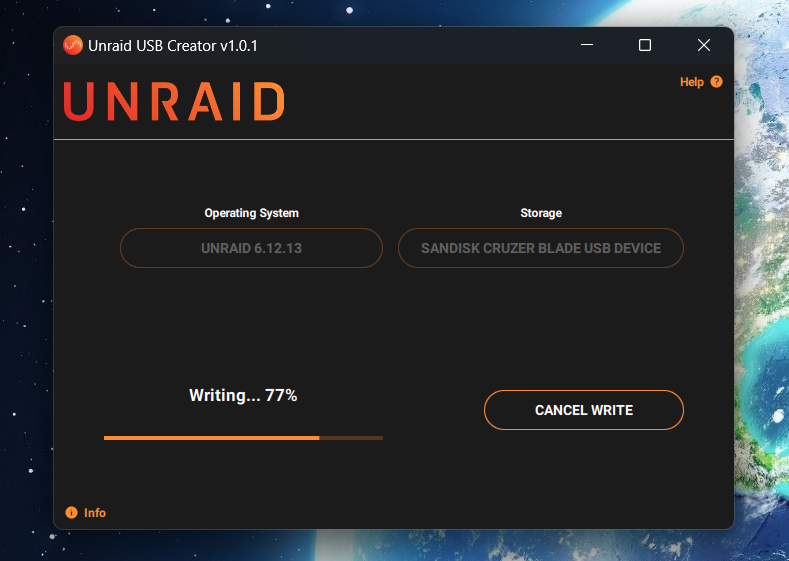 Unraid USB Creator v1.0.1
UNRAID
Help
Operating System
Storage
UNRAID 6.12.13
SANDISK CRUZER BLADE USB DEVICE
Writing... 77%
CANCEL WRITE
Info